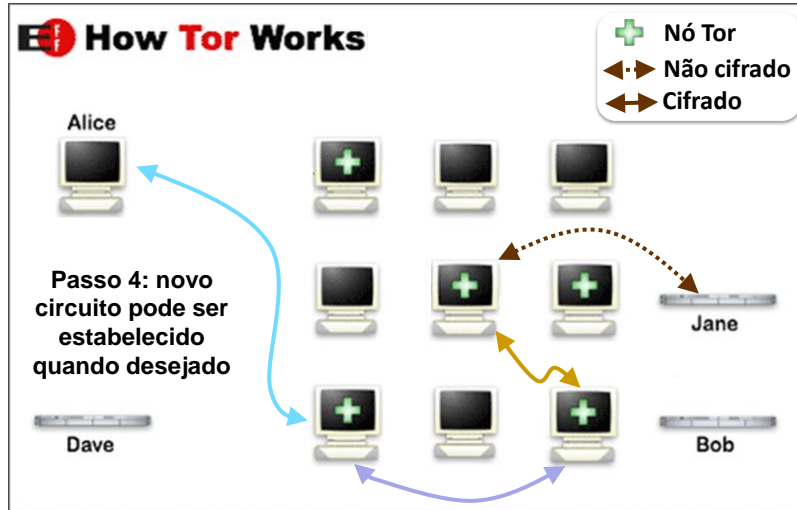 EFF How Tor Works
Nó Tor
Não cifrado
Cifrado
Alice
Passo 4: novo
circuito pode ser
estabelecido
quando desejado
Jane
Dave
Bob